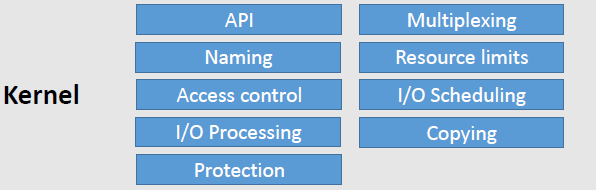 Kernel
API
Naming
Access control
I/O Processing
Protection
Multiplexing
Resource limits
I/O Scheduling
Copying